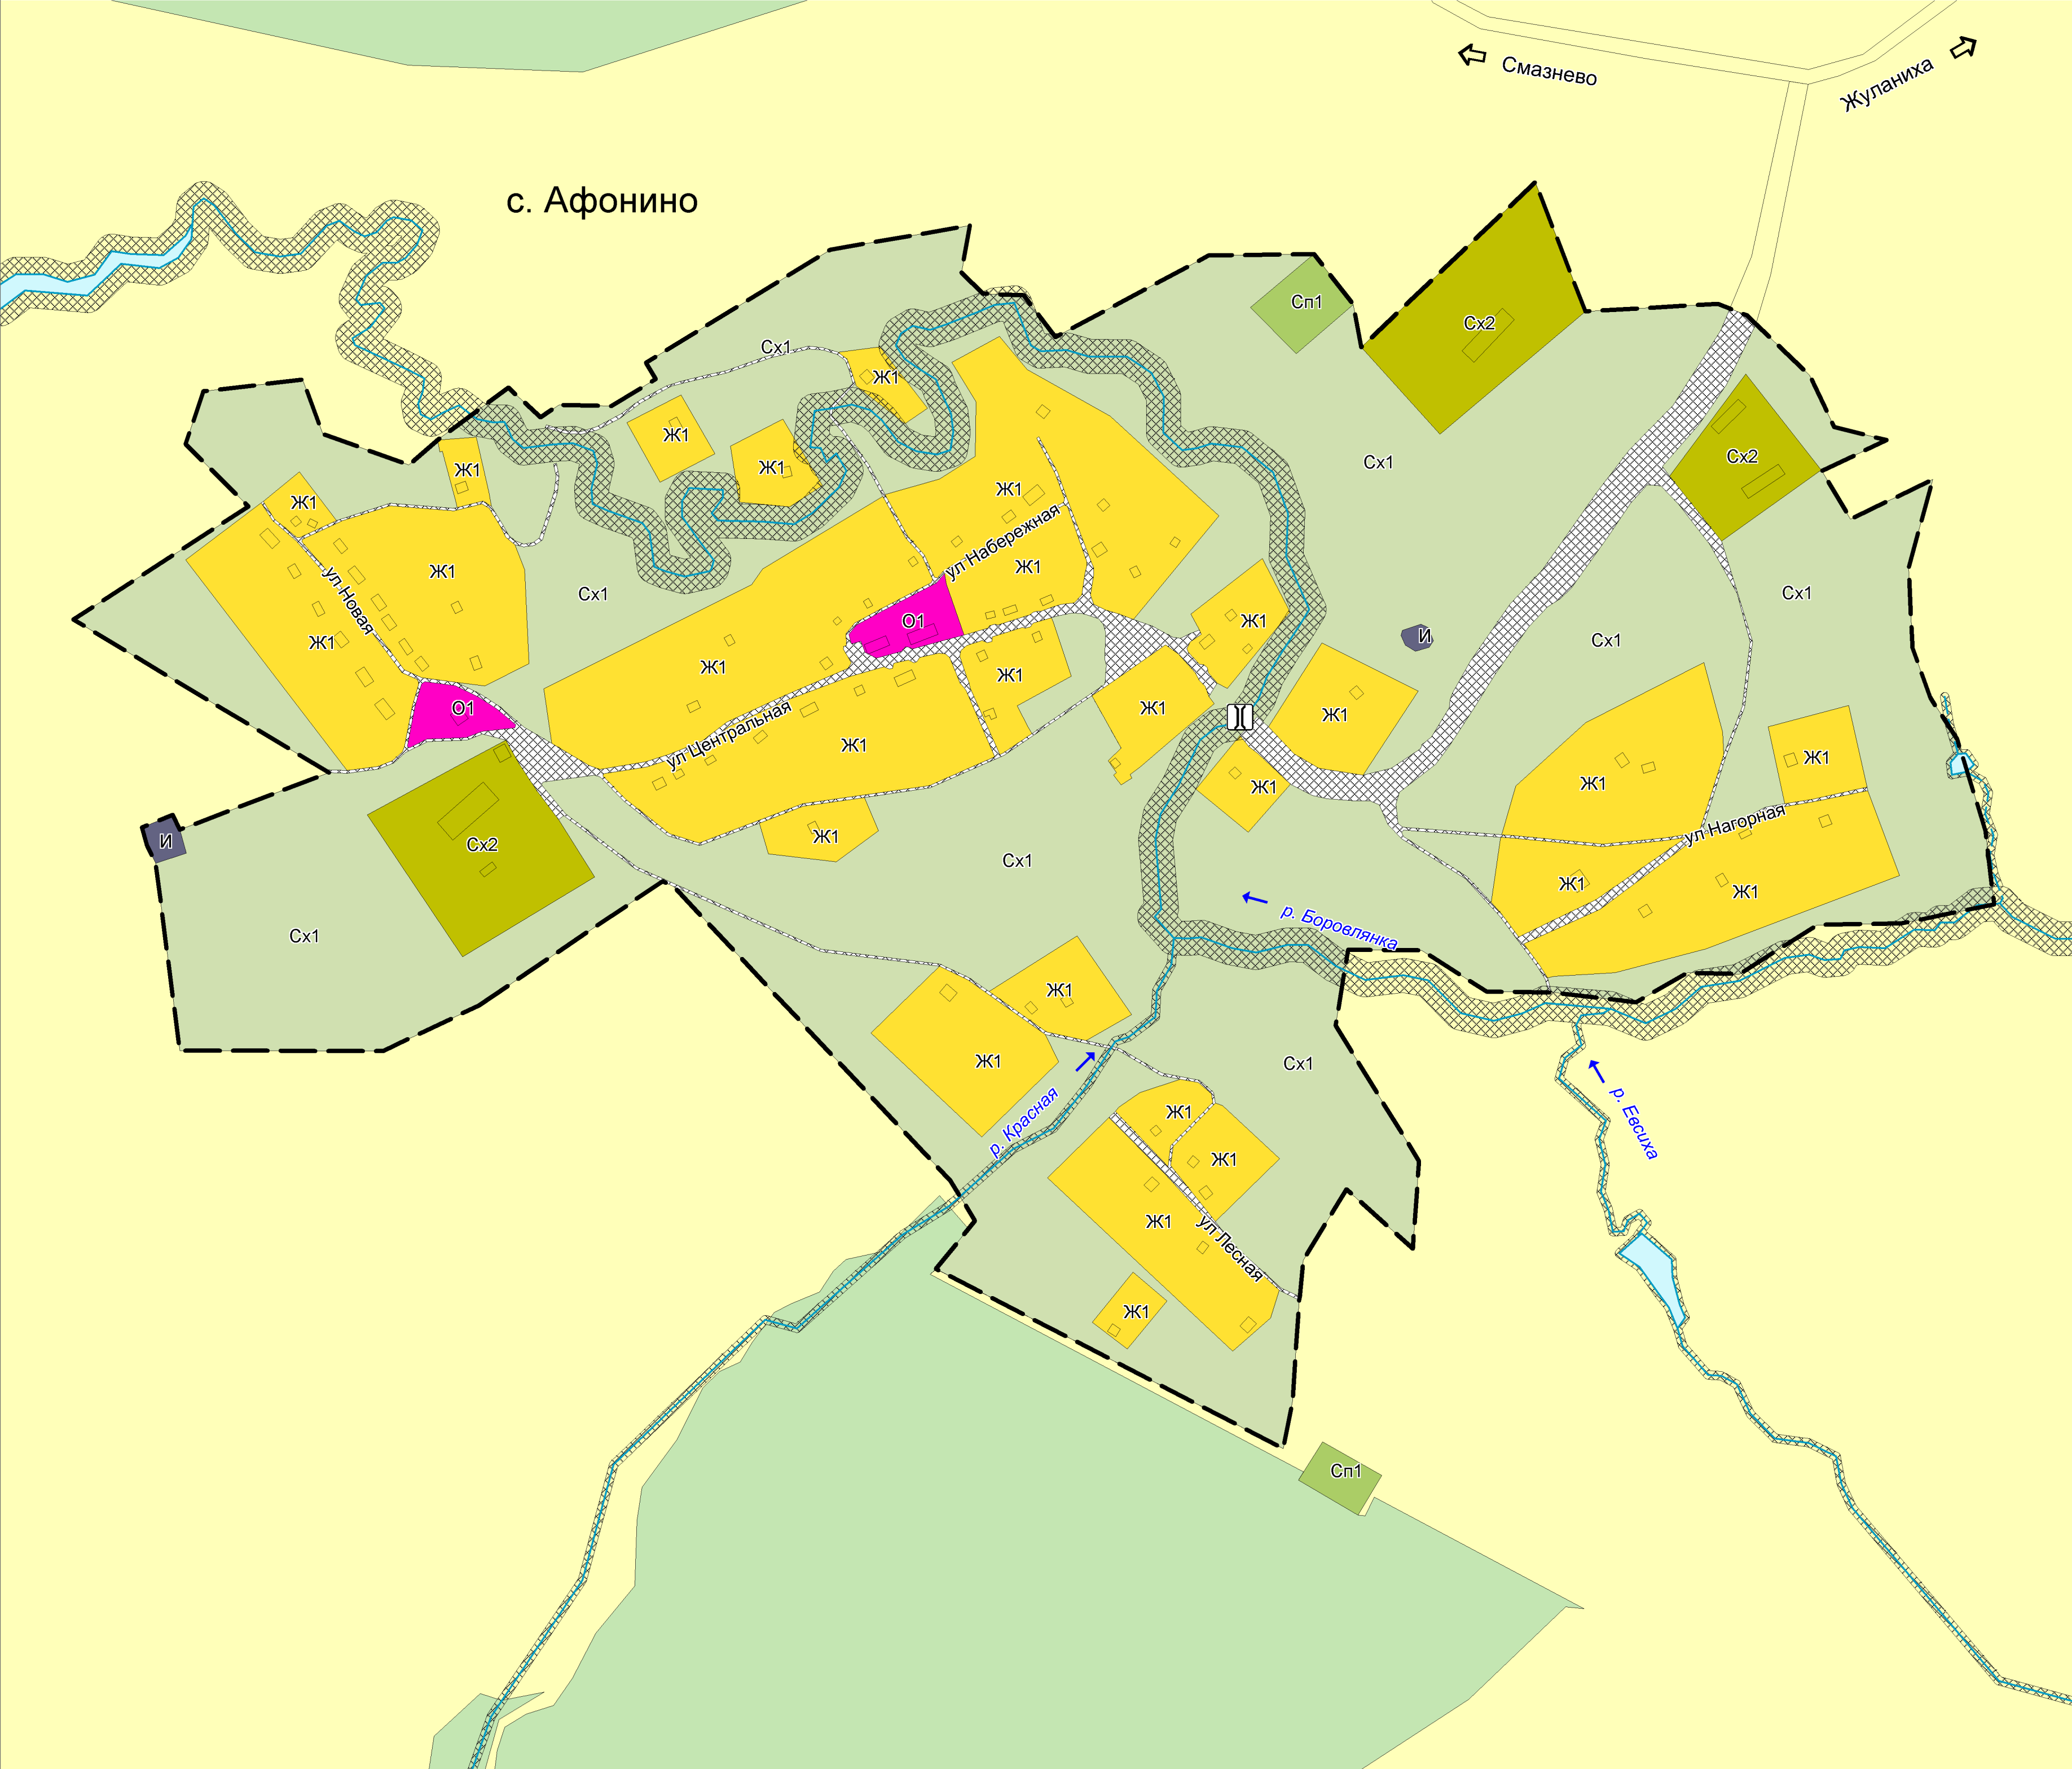 Смазнево
Жуланиха
с. Афонино
Сп1
Сх2
Сх1
Ж1
Ж1
Ж1
Сх2
Сх1
Ж1
Ж1
Ж1
Ж1
ул Набережная
Ж1
Ж1
Сх1
Сх1
ул Новая
О1
Ж1
И
Сх1
Ж1
Ж1
Ж1
О1
Ж1
Ж1
ул Центральная
Ж1
Ж1
Ж1
Ж1
Ж1
ул Нагорная
Ж1
И
Сх2
Сх1
Ж1
Ж1
р. Боровлянка
Сх1
Ж1
Ж1
Сх1
р. Красная
Ж1
р. Евсиха
Ж1
Ж1
ул Лесная
Ж1
Сп1